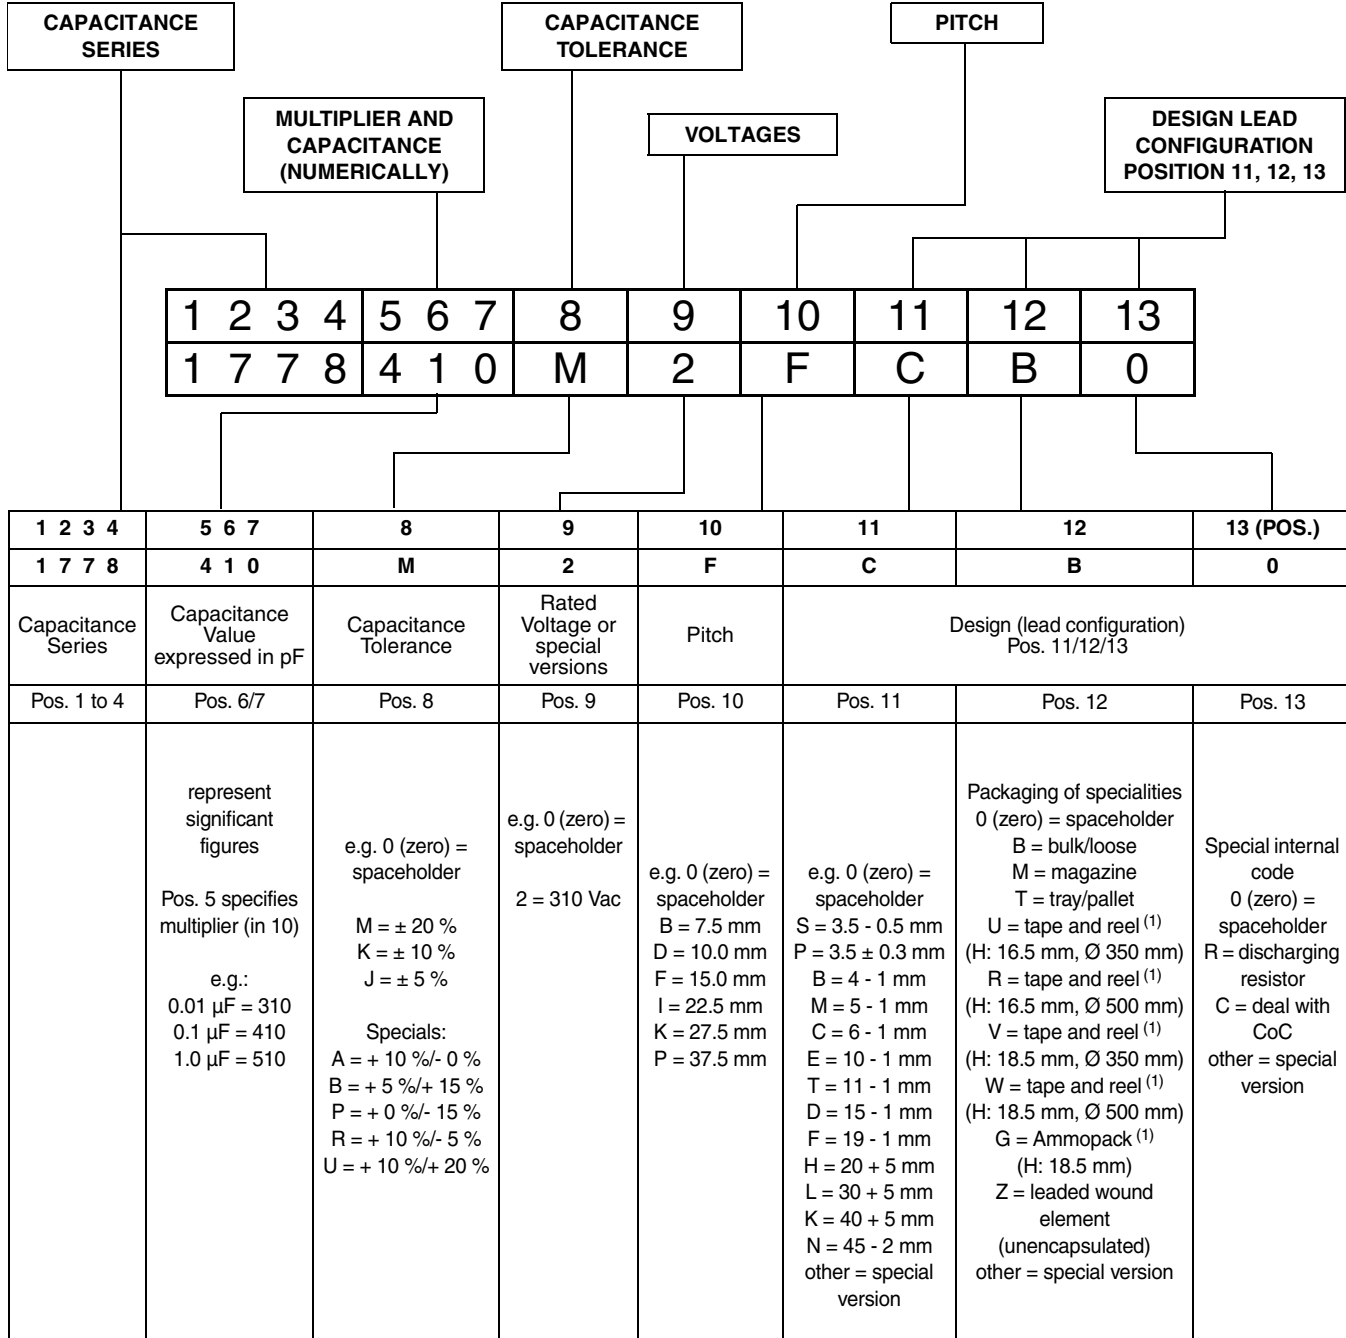 CAPACITANCE
SERIES
CAPACITANCE
TOLERANCE
PITCH
MULTIPLIER AND
CAPACITANCE
(NUMERICALLY)
VOLTAGES
DESIGN LEAD
CONFIGURATION
POSITION 11, 12, 13
1 2 3 4 5 6 7 8 9 10 11 12 13
1 7 7 8 4 1 0 M 2 F C B 0
1 2 3 4 5 6 7 8 9 10 11 12 13 (POS.)
1 7 7 8 4 1 0 M 2 F C B 0
Capacitance
Series
Capacitance
Value
expressed in pF
Capacitance
Tolerance
Rated
Voltage or
special
versions
Pitch
Design (lead configuration)
Pos. 11/12/13
Pos. 1 to 4 Pos. 6/7 Pos. 8 Pos. 9 Pos. 10 Pos. 11 Pos. 12 Pos. 13
represent
significant
figures
Pos. 5 specifies
multiplier (in 10)
e.g.:
0.01 µF = 310
0.1 µF = 410
1.0 µF = 510
e.g. 0 (zero) =
spaceholder
M = ± 20 %
K = ± 10 %
J = ± 5 %
Specials:
A = + 10 %/- 0 %
B = + 5 %/+ 15 %
P = + 0 %/- 15 %
R = + 10 %/- 5 %
U = + 10 %/+ 20 %
e.g. 0 (zero) =
spaceholder
2 = 310 Vac
e.g. 0 (zero) =
spaceholder
B = 7.5 mm
D = 10.0 mm
F = 15.0 mm
I = 22.5 mm
K = 27.5 mm
P = 37.5 mm
e.g. 0 (zero) =
spaceholder
S = 3.5 - 0.5 mm
P = 3.5 ± 0.3 mm
B = 4 - 1 mm
M = 5 - 1 mm
C = 6 - 1 mm
E = 10 - 1 mm
T = 11 - 1 mm
D = 15 - 1 mm
F = 19 - 1 mm
H = 20 + 5 mm
L = 30 + 5 mm
K = 40 + 5 mm
N = 45 - 2 mm
other = special
version
Packaging of specialities
0 (zero) = spaceholder
B = bulk/loose
M = magazine
T = tray/pallet
U = tape and reel (1)
(H: 16.5 mm, Ø 350 mm)
R = tape and reel (1)
(H: 16.5 mm, Ø 500 mm)
V = tape and reel (1)
(H: 18.5 mm, Ø 350 mm)
W = tape and reel (1)
(H: 18.5 mm, Ø 500 mm)
G = Ammopack (1)
(H: 18.5 mm)
Z = leaded wound
element
(unencapsulated)
other = special version
Special internal
code
0 (zero) =
spaceholder
R = discharging
resistor
C = deal with
CoC
other = special
version